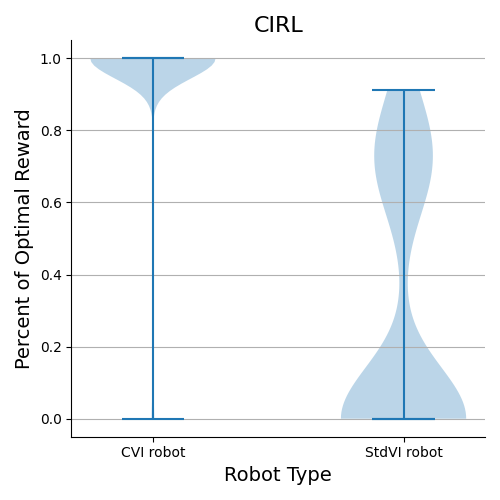 CIRL
Percent of Optimal Reward
1.0
0.8
0.6
0.4
0.2
0.0
CVI robot
StdVI robot
Robot Type